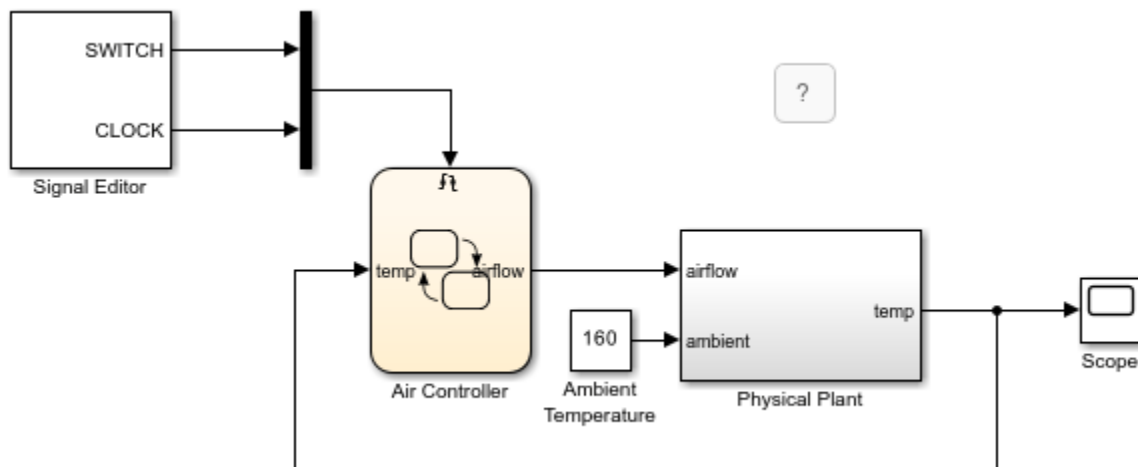 SWITCH
CLOCK
Signal Editor
?
temp
airflow
Air Controller
160
Ambient
Temperature
airflow
ambient
temp
Physical Plant
Scope